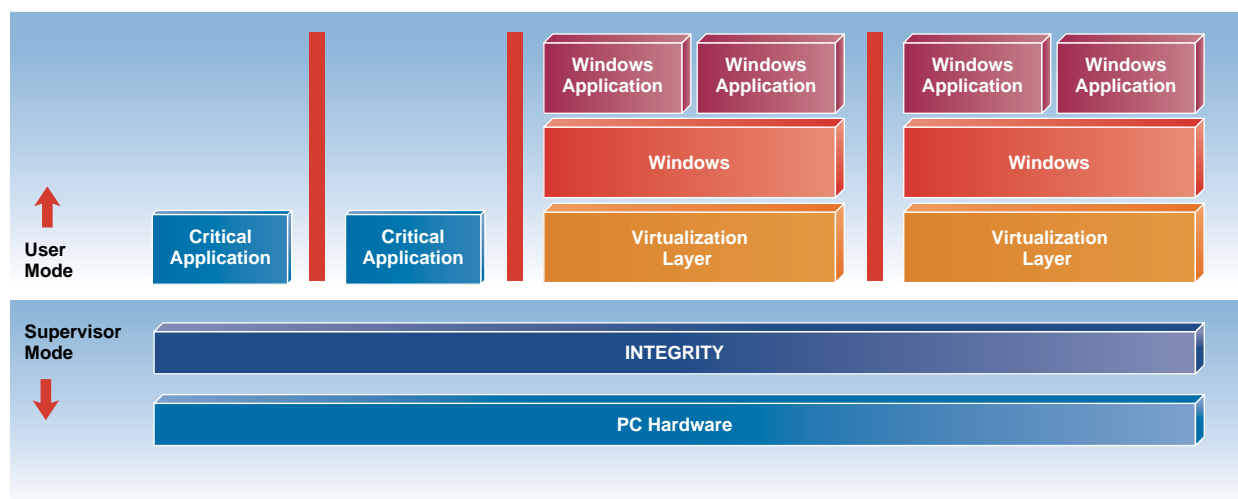 Windows
Application
Windows
Application
Windows
Application
Windows
Application
Windows
Windows
User
Mode
Critical
Application
Critical
Application
Virtualization
Layer
Virtualization
Layer
Supervisor
Mode
INTEGRITY
PC Hardware